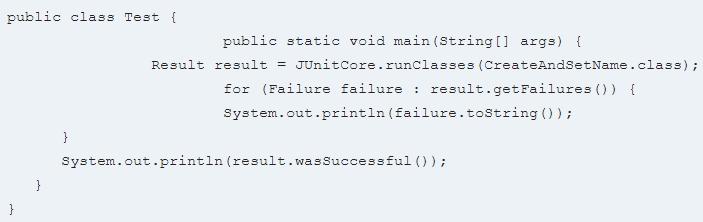 public class Test {
public static void main(String[] args) {
Result result = JUnitCore.runClasses(CreateAndSetName.class);
for (Failure failure : result.getFailures()) {
System.out.println(failure.toString());
}
System.out.println(result.wasSuccessful());
}
}